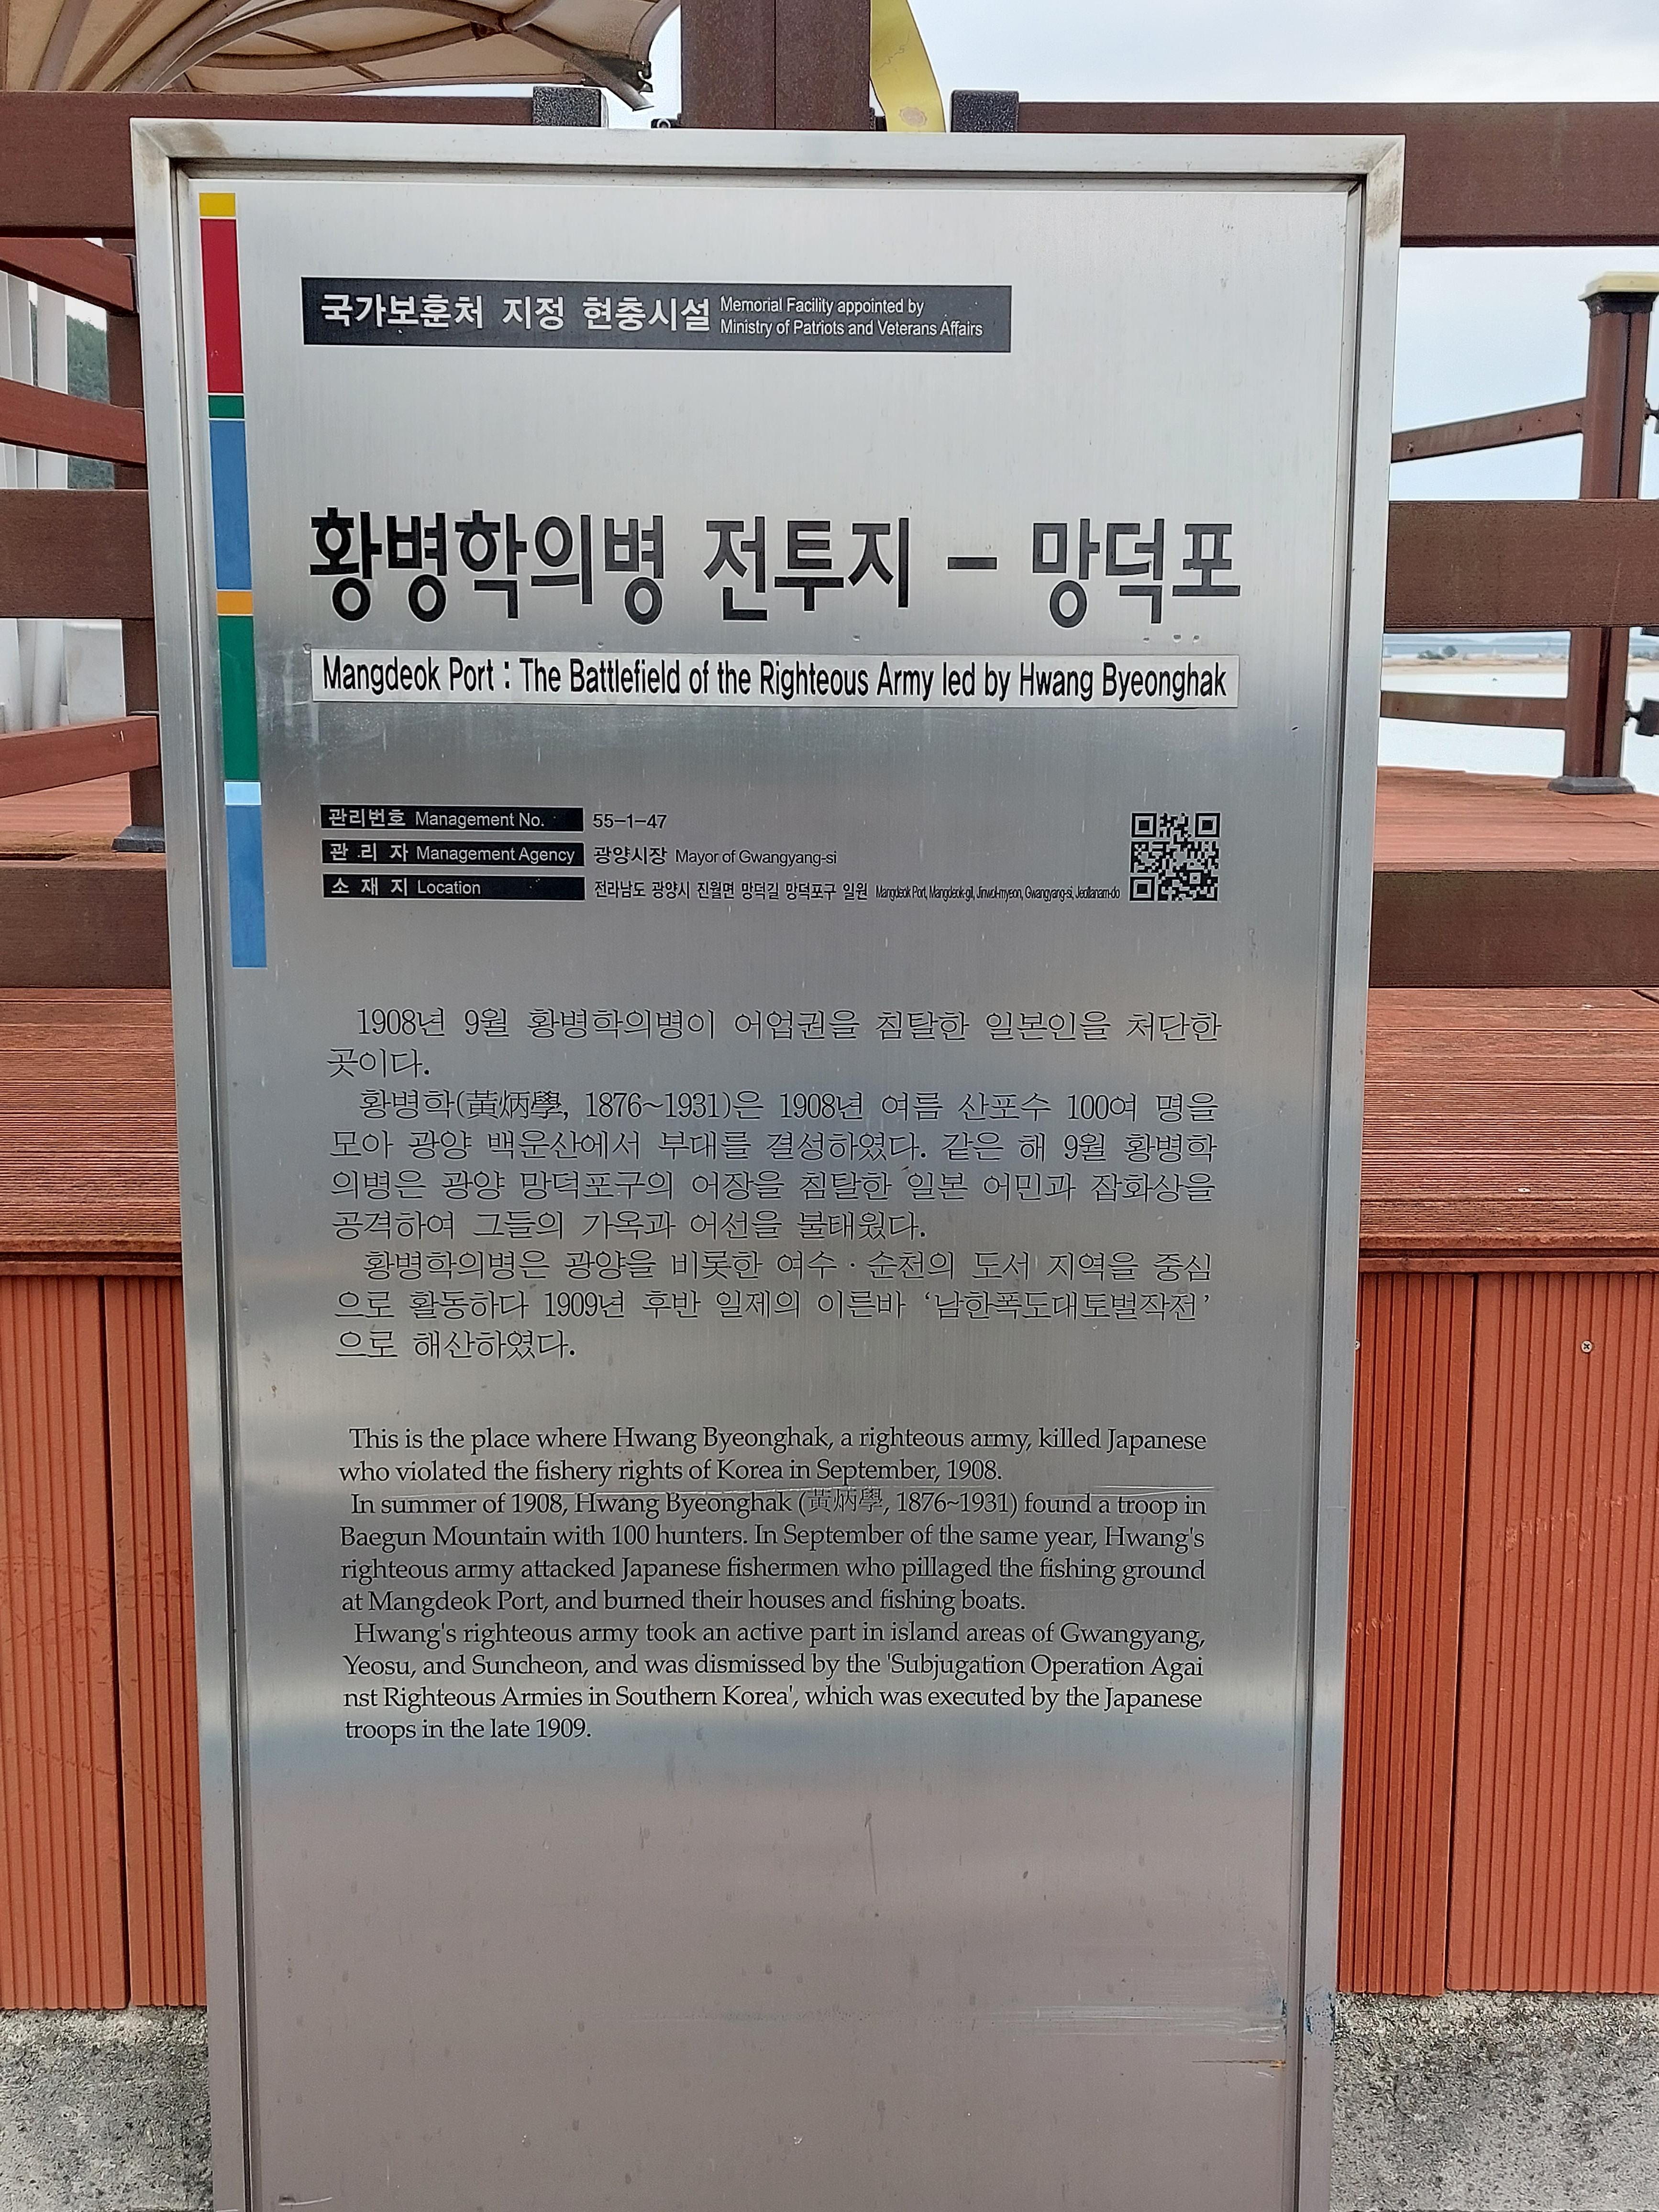 국가보훈처 지정 현충시설
Memorial Facility appointed by
Ministry of Patriots and Veterans Affairs
황병학의병 전투지 - 망덕포
Mangdeok Port : The Battlefield of the Righteous Army led by Hwang Byeonghak
관리번호 Management No. 55-1-47
관 리 자 Management Agency 광양시장 Mayor of Gwangyang-si
소 재 지 Location 전라남도 광양시 진월면 망덕길 망덕포구 일원 Mangdeok Port, Mangdeok-gil, Jinwol-myeon, Gwangyang-si, Jeollanam-do
1908년 9월 황병학의병이 어업권을 침탈한 일본인을 처단한
곳이다.
황병학(黃炳學, 1876~1931)은 1908년 여름 산포수 100여 명을
모아 광양 백운산에서 부대를 결성하였다. 같은 해 9월 황병학
의병은 광양 망덕포구의 어장을 침탈한 일본 어민과 잡화상을
공격하여 그들의 가옥과 어선을 불태웠다.
황병학의병은 광양을 비롯한 여수 · 순천의 도서 지역을 중심
으로 활동하다 1909년 후반 일제의 이른바 ‘남한폭도대토벌작전’
으로 해산하였다.
This is the place where Hwang Byeonghak, a righteous army, killed Japanese
who violated the fishery rights of Korea in September, 1908.
In summer of 1908, Hwang Byeonghak (黃炳學, 1876~1931) found a troop in
Baegun Mountain with 100 hunters. In September of the same year, Hwang's
righteous army attacked Japanese fishermen who pillaged the fishing ground
at Mangdeok Port, and burned their houses and fishing boats.
Hwang's righteous army took an active part in island areas of Gwangyang,
Yeosu, and Suncheon, and was dismissed by the 'Subjugation Operation Agai
nst Righteous Armies in Southern Korea', which was executed by the Japanese
troops in the late 1909.